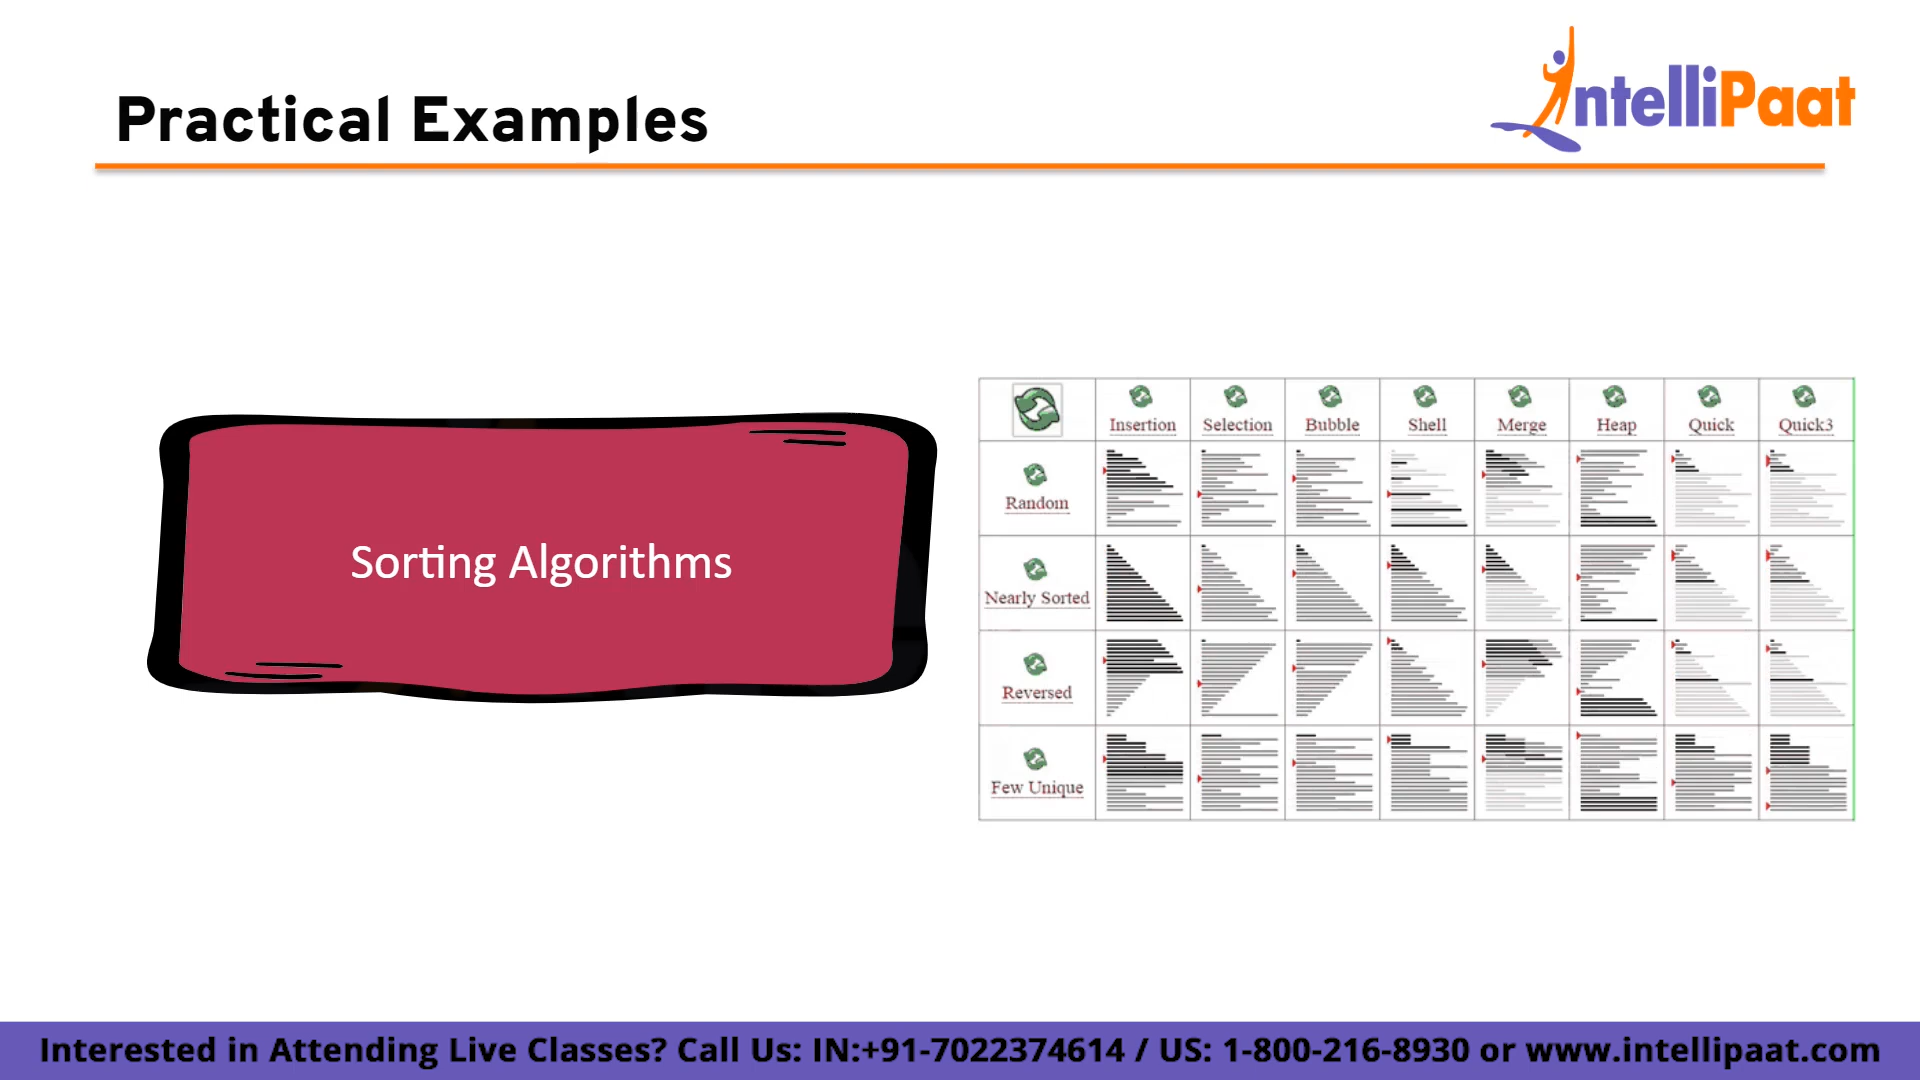 Practical Examples
IntelliPaat
Sorting Algorithms
Insertion Selection Bubble Shell Merge Heap Quick Quick3
Random
Nearly Sorted
Reversed
Few Unique
Interested in Attending Live Classes? Call Us: IN:+91-7022374614 / US: 1-800-216-8930 or www.intellipaat.com